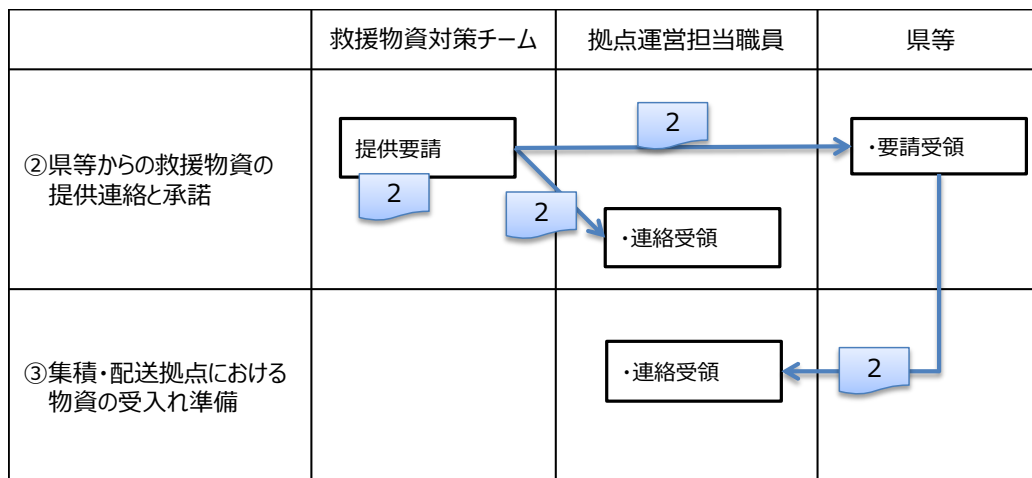 救援物資対策チーム
拠点運営担当職員
県等
②県等からの救援物資の
提供連絡と承諾
提供要請
2
2
2
・要請受領
・連絡受領
③集積・配送拠点における
物資の受入れ準備
・連絡受領
2